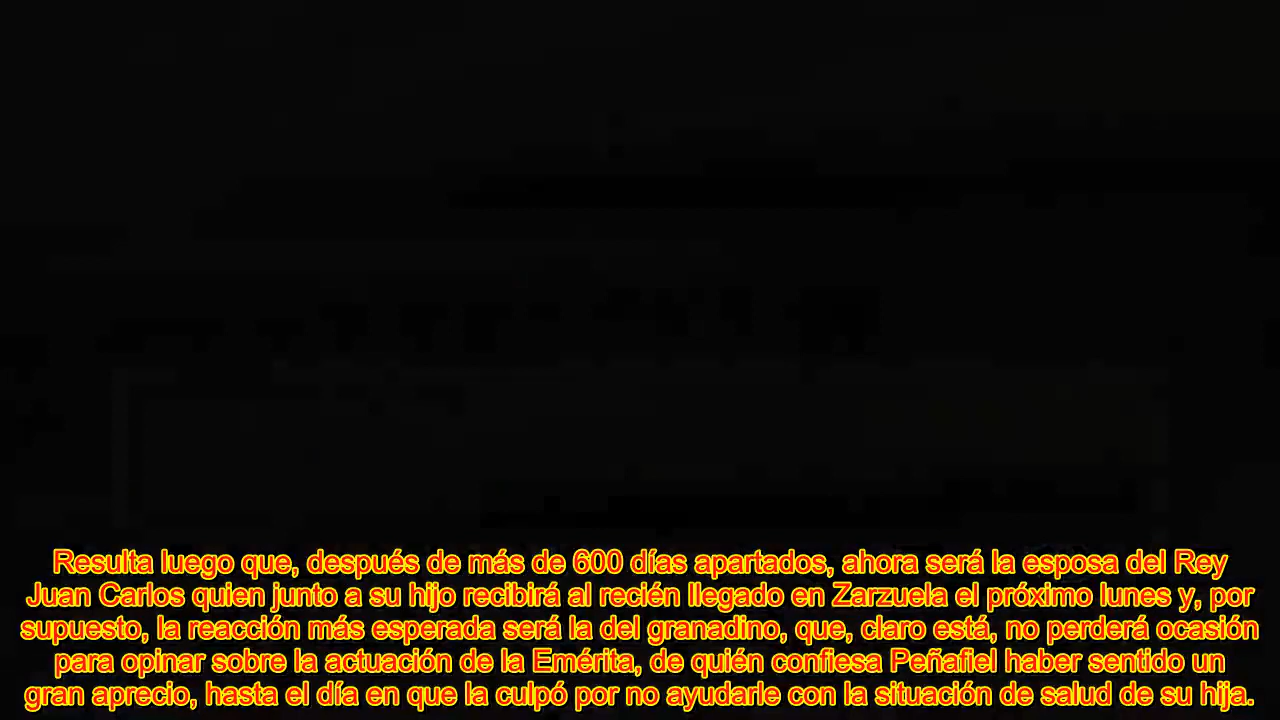 Resulta luego que, después de más de 600 días apartados, ahora será la esposa del Rey
Juan Carlos quien junto a su hijo recibirá al recién llegado en Zarzuela el próximo lunes y, por
supuesto, la reacción más esperada será la del granadino, que, claro está, no perderá ocasión
para opinar sobre la actuación de la Emérita, de quién confiesa Peñafiel haber sentido un
gran aprecio, hasta el día en que la culpó por no ayudarle con la situación de salud de su hija.